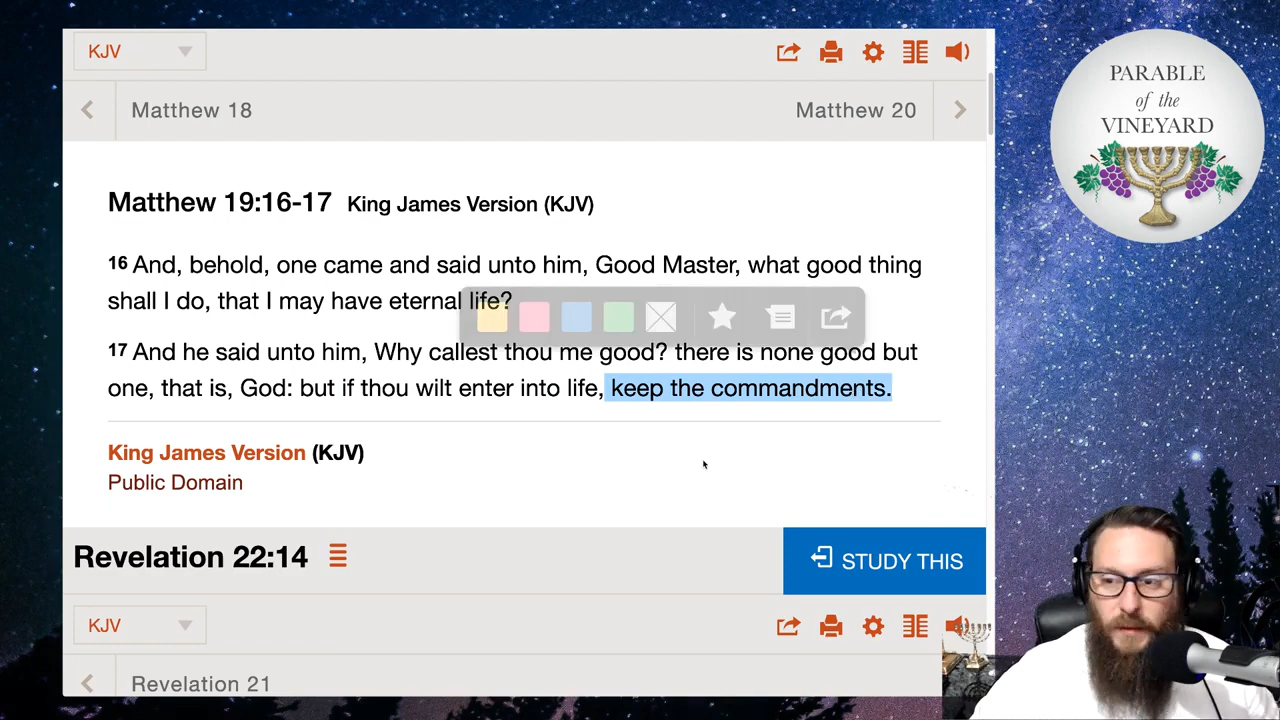 KJV
Matthew 18
Matthew 20
Matthew 19:16-17 King James Version (KJV)
16 And, behold, one came and said unto him, Good Master, what good thing
shall I do, that I may have eternal life?
17 And he said unto him, Why callest thou me good? there is none good but
one, that is, God: but if thou wilt enter into life, keep the commandments.
King James Version (KJV)
Public Domain
Revelation 22:14
STUDY THIS
KJV
Revelation 21
PARABLE
of the
VINEYARD